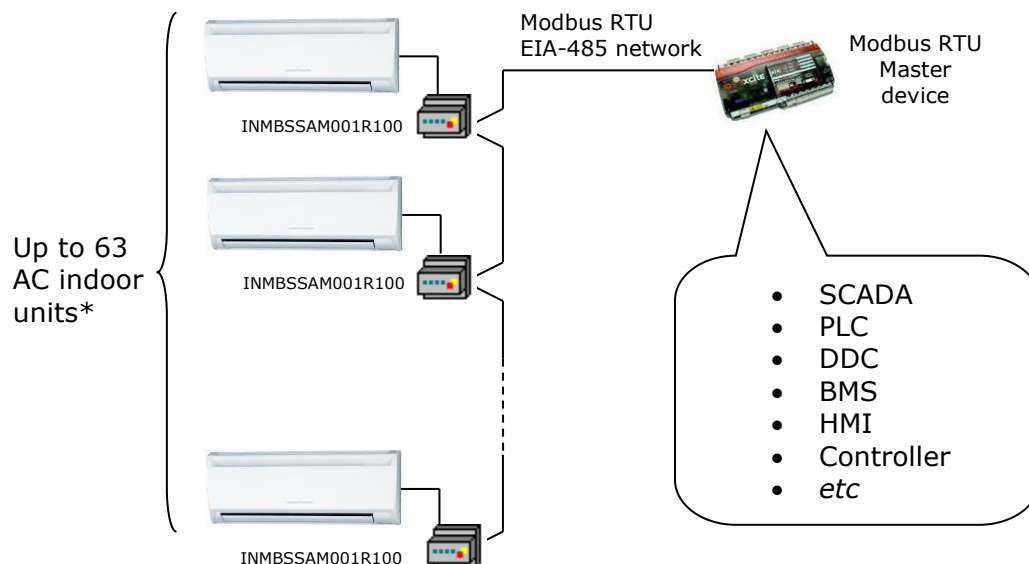 Modbus RTU
EIA-485 network
Modbus RTU
Master
device
INMBSSAM001R100
INMBSSAM001R100
Up to 63
AC indoor
units*
• SCADA
• PLC
• DDC
• BMS
• HMI
• Controller
• etc
INMBSSAM001R100